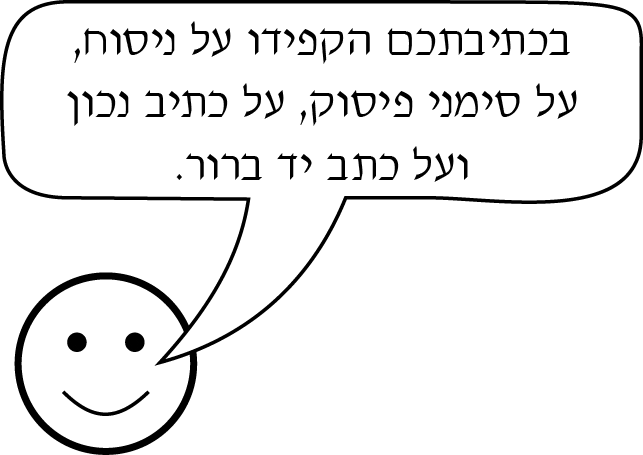 בכתיבתכם הקפידו על ניסוח,
על סימני פיסוק, על כתיב נכון
ועל כתב יד ברור.